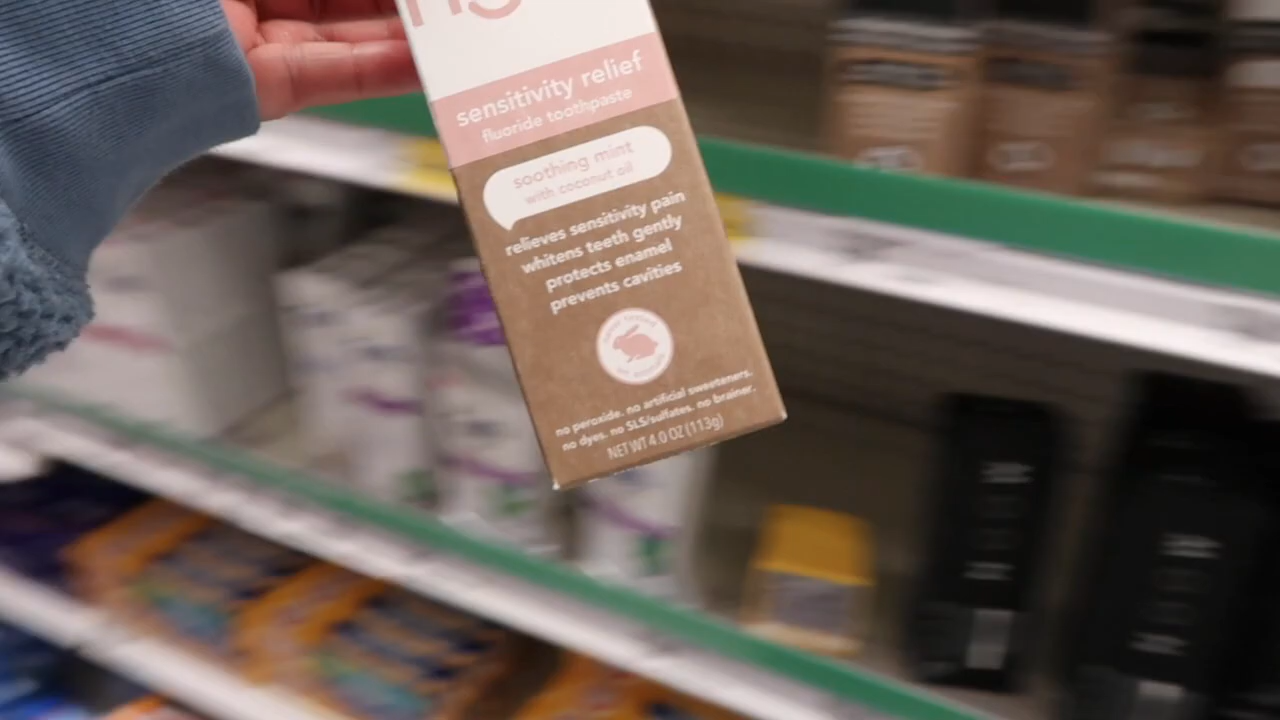 sensitivity relief
fluoride toothpaste
soothing mint
with coconut oil
relieves sensitivity pain
whitens teeth gently
protects enamel
prevents cavities
no peroxide. no artificial sweeteners.
no dyes. no SLS/sulfates. no brainer.
NET WT 4.0 OZ (113g)